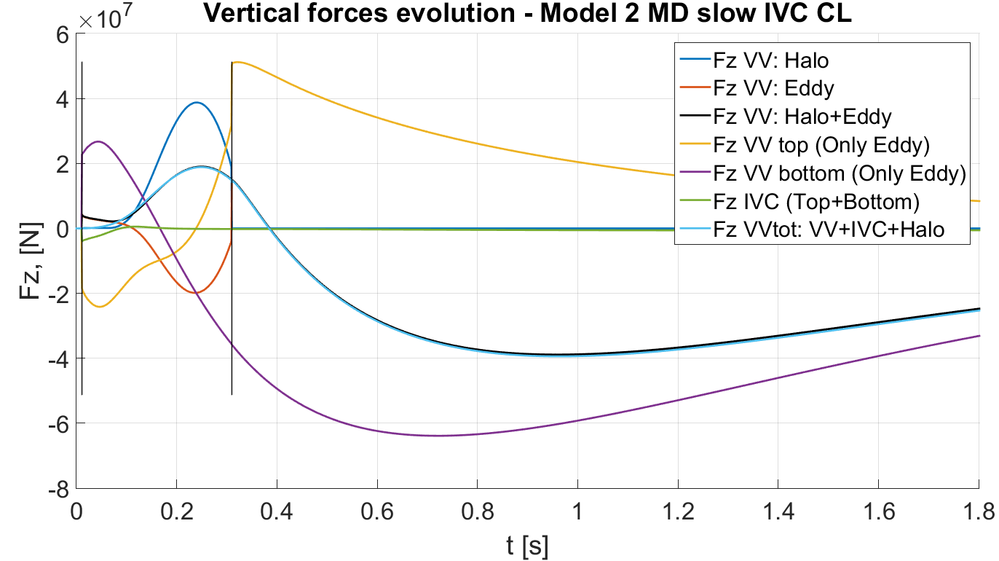 Vertical forces evolution - Model 2 MD slow IVC CL
×10^7
6
4
2
0
-2
-4
-6
-8
Fz, [N]
0 0.2 0.4 0.6 0.8 1 1.2 1.4 1.6 1.8
t [s]
Fz VV: Halo
Fz VV: Eddy
Fz VV: Halo+Eddy
Fz VV top (Only Eddy)
Fz VV bottom (Only Eddy)
Fz IVC (Top+Bottom)
Fz VVtot: VV+IVC+Halo